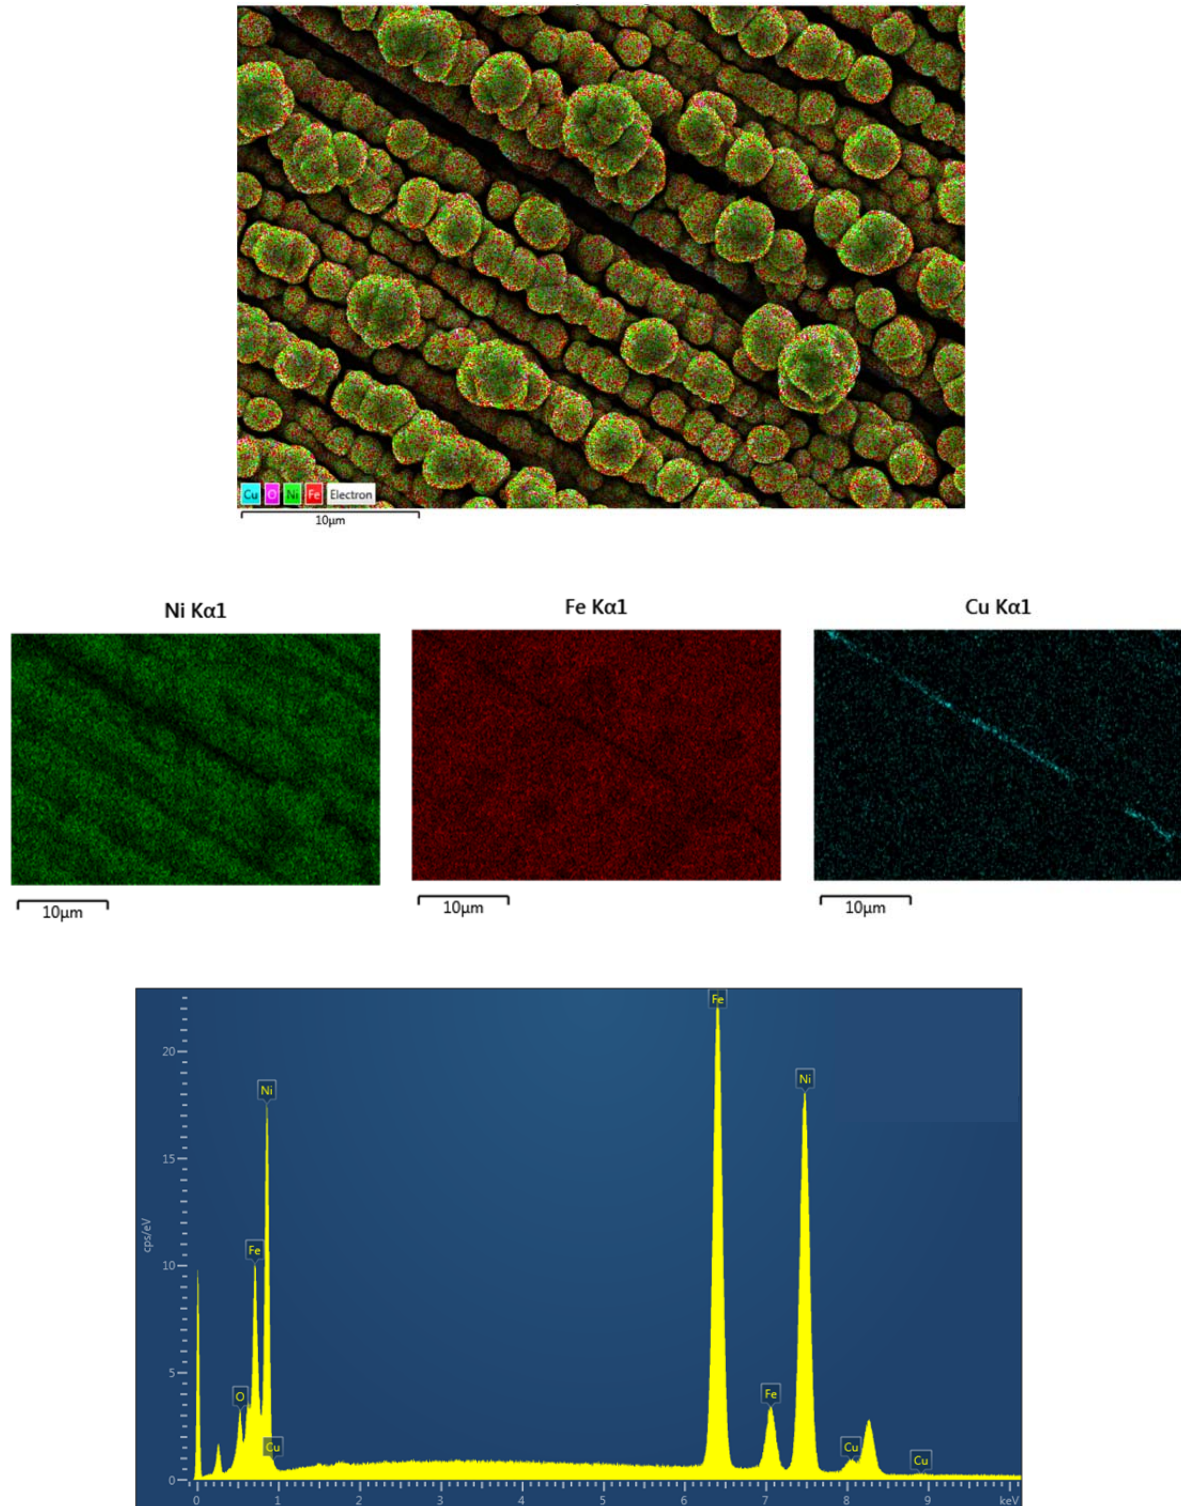 Cu O Ni Fe Electron
10µm
Ni Kα1
Fe Kα1
Cu Kα1
10µm
10µm
10µm
Fe
20
Ni
Ni
15
cps/eV
Fe
10
5
O
Fe
Cu
Cu
Cu
0
0 1 2 3 4 5 6 7 8 9 keV